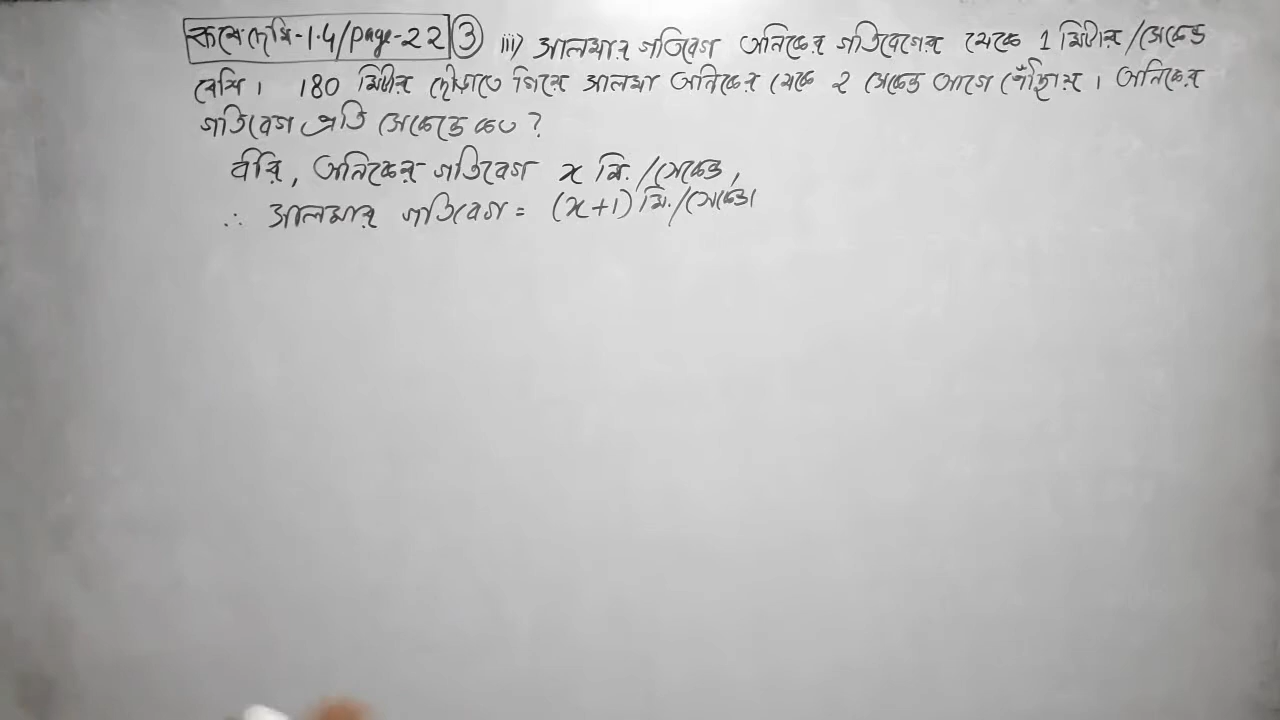 কষে দেখি-1.4/page-22 ③ iii) আলমার গতিবেগ অনিকের গতিবেগের থেকে 1 মিটার/সেকেন্ড
বেশি। 180 মিটার দৌড়াতে গিয়ে আলমা অনিকের থেকে 2 সেকেন্ড আগে পৌঁছায়। অনিকের
গতিবেগ প্রতি সেকেন্ডে কত?
ধরি, অনিকের গতিবেগ x মি./সেকেন্ড,
∴ আলমার গতিবেগ = (x+1) মি./সেকেন্ড।